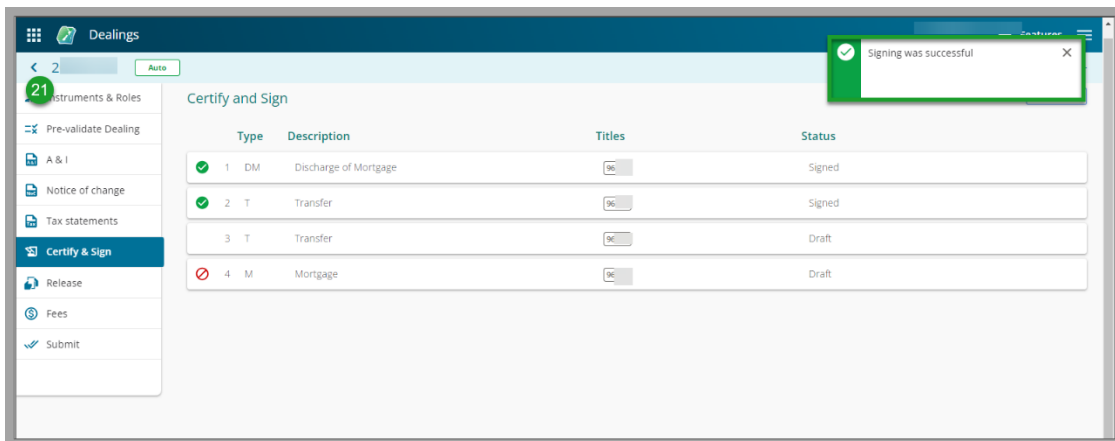 Dealings
Features
2 Auto
Signing was successful
21
Instruments & Roles
Pre-validate Dealing
A & I
Notice of change
Tax statements
Certify & Sign
Release
Fees
Submit
Certify and Sign
Type Description Titles Status
1 DM Discharge of Mortgage 96 Signed
2 T Transfer 96 Signed
3 T Transfer 96 Draft
4 M Mortgage 96 Draft